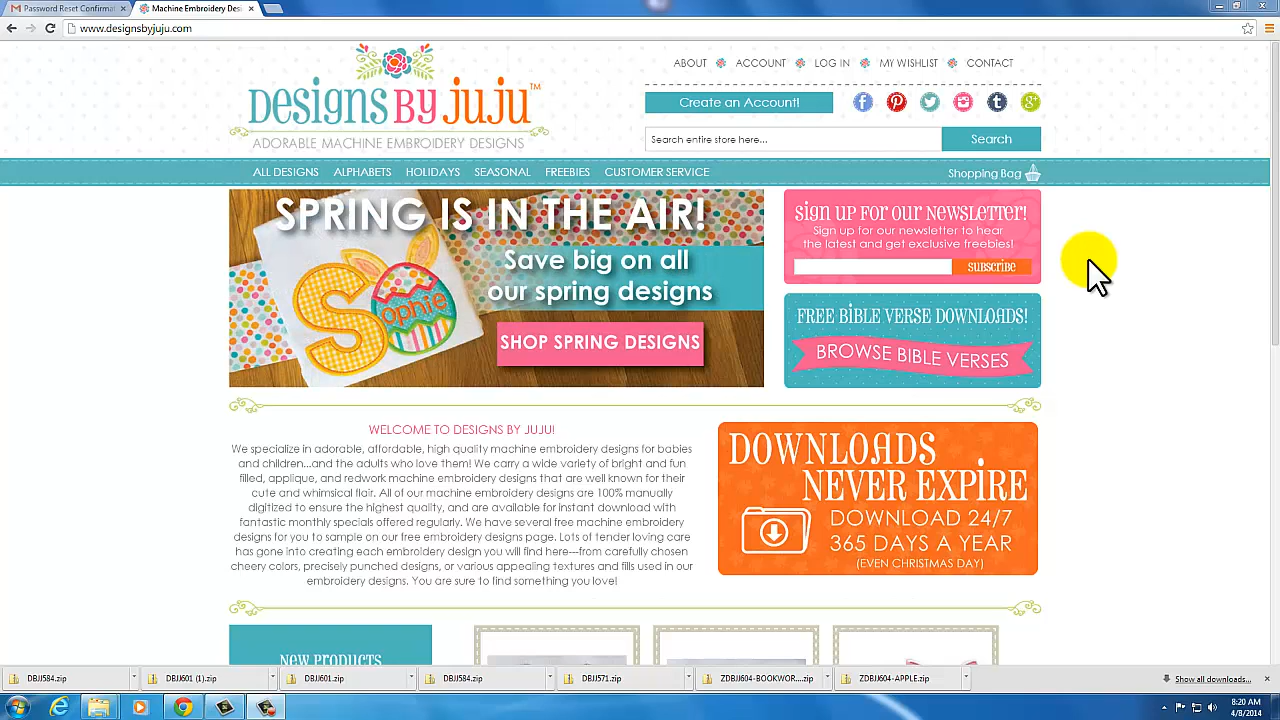 Password Reset Confirmat
Machine Embroidery Des
www.designsbyjuju.com
DESIGNS BY JUJU™
ADORABLE MACHINE EMBROIDERY DESIGNS
ABOUT ACCOUNT LOG IN MY WISHLIST CONTACT
Create an Account!
Search entire store here...
Search
ALL DESIGNS ALPHABETS HOLIDAYS SEASONAL FREEBIES CUSTOMER SERVICE
Shopping Bag
SPRING IS IN THE AIR!
Save big on all
our spring designs
SHOP SPRING DESIGNS
Sophie
sign up for our newsletter!
Sign up for our newsletter to hear
the latest and get exclusive freebies!
subscribe
FREE BIBLE VERSE DOWNLOADS!
BROWSE BIBLE VERSES
WELCOME TO DESIGNS BY JUJU!
We specialize in adorable, affordable, high quality machine embroidery designs for babies
and children...and the adults who love them! We carry a wide variety of bright and fun
filled, applique, and redwork machine embroidery designs that are well known for their
cute and whimsical flair. All of our machine embroidery designs are 100% manually
digitized to ensure the highest quality, and are available for instant download with
fantastic monthly specials offered regularly. We have several free machine embroidery
designs for you to sample on our free embroidery designs page. Lots of tender loving care
has gone into creating each embroidery design you will find here---from carefully chosen
cheery colors, precisely punched designs, or various appealing textures and fills used in our
embroidery designs. You are sure to find something you love!
DOWNLOADS
NEVER EXPIRE
DOWNLOAD 24/7
365 DAYS A YEAR
(EVEN CHRISTMAS DAY)
new products
DBJJ584.zip
DBJJ601 (1).zip
DBJJ601.zip
DBJJ584.zip
DBJJ571.zip
ZDBJJ604-BOOKWOR....zip
ZDBJJ604-APPLE.zip
Show all downloads...
8:20 AM
4/8/2014